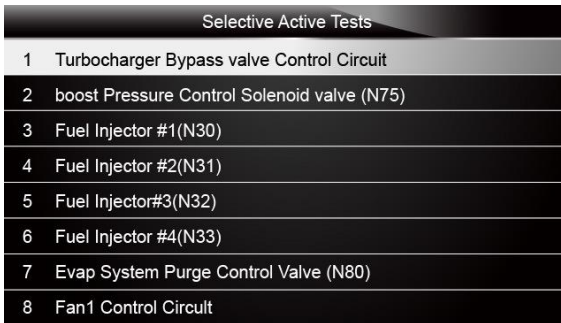 Selective Active Tests
1 Turbocharger Bypass valve Control Circuit
2 boost Pressure Control Solenoid valve (N75)
3 Fuel Injector #1(N30)
4 Fuel Injector #2(N31)
5 Fuel Injector#3(N32)
6 Fuel Injector #4(N33)
7 Evap System Purge Control Valve (N80)
8 Fan1 Control Circult